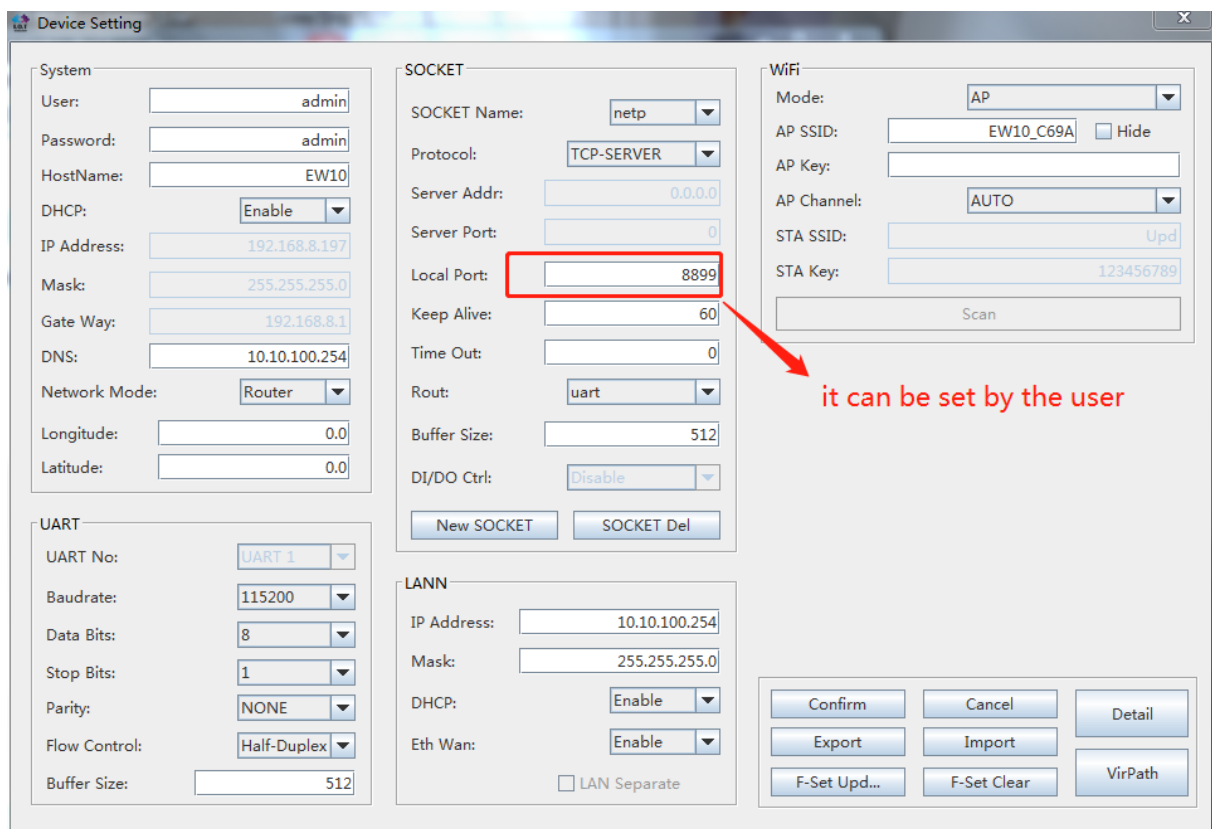 Device Setting
System
User: admin
Password: admin
HostName: EW10
DHCP: Enable
IP Address: 192.168.8.197
Mask: 255.255.255.0
Gate Way: 192.168.8.1
DNS: 10.10.100.254
Network Mode: Router
Longitude: 0.0
Latitude: 0.0
UART
UART No: UART 1
Baudrate: 115200
Data Bits: 8
Stop Bits: 1
Parity: NONE
Flow Control: Half-Duplex
Buffer Size: 512
SOCKET
SOCKET Name: netp
Protocol: TCP-SERVER
Server Addr: 0.0.0.0
Server Port: 0
Local Port: 8899
Keep Alive: 60
Time Out: 0
Rout: uart
Buffer Size: 512
DI/DO Ctrl: Disable
New SOCKET SOCKET Del
LANN
IP Address: 10.10.100.254
Mask: 255.255.255.0
DHCP: Enable
Eth Wan: Enable
LAN Separate
WiFi
Mode: AP
AP SSID: EW10_C69A Hide
AP Key:
AP Channel: AUTO
STA SSID: Upd
STA Key: 123456789
Scan
it can be set by the user
Confirm Cancel Detail
Export Import
F-Set Upd... F-Set Clear VirPath